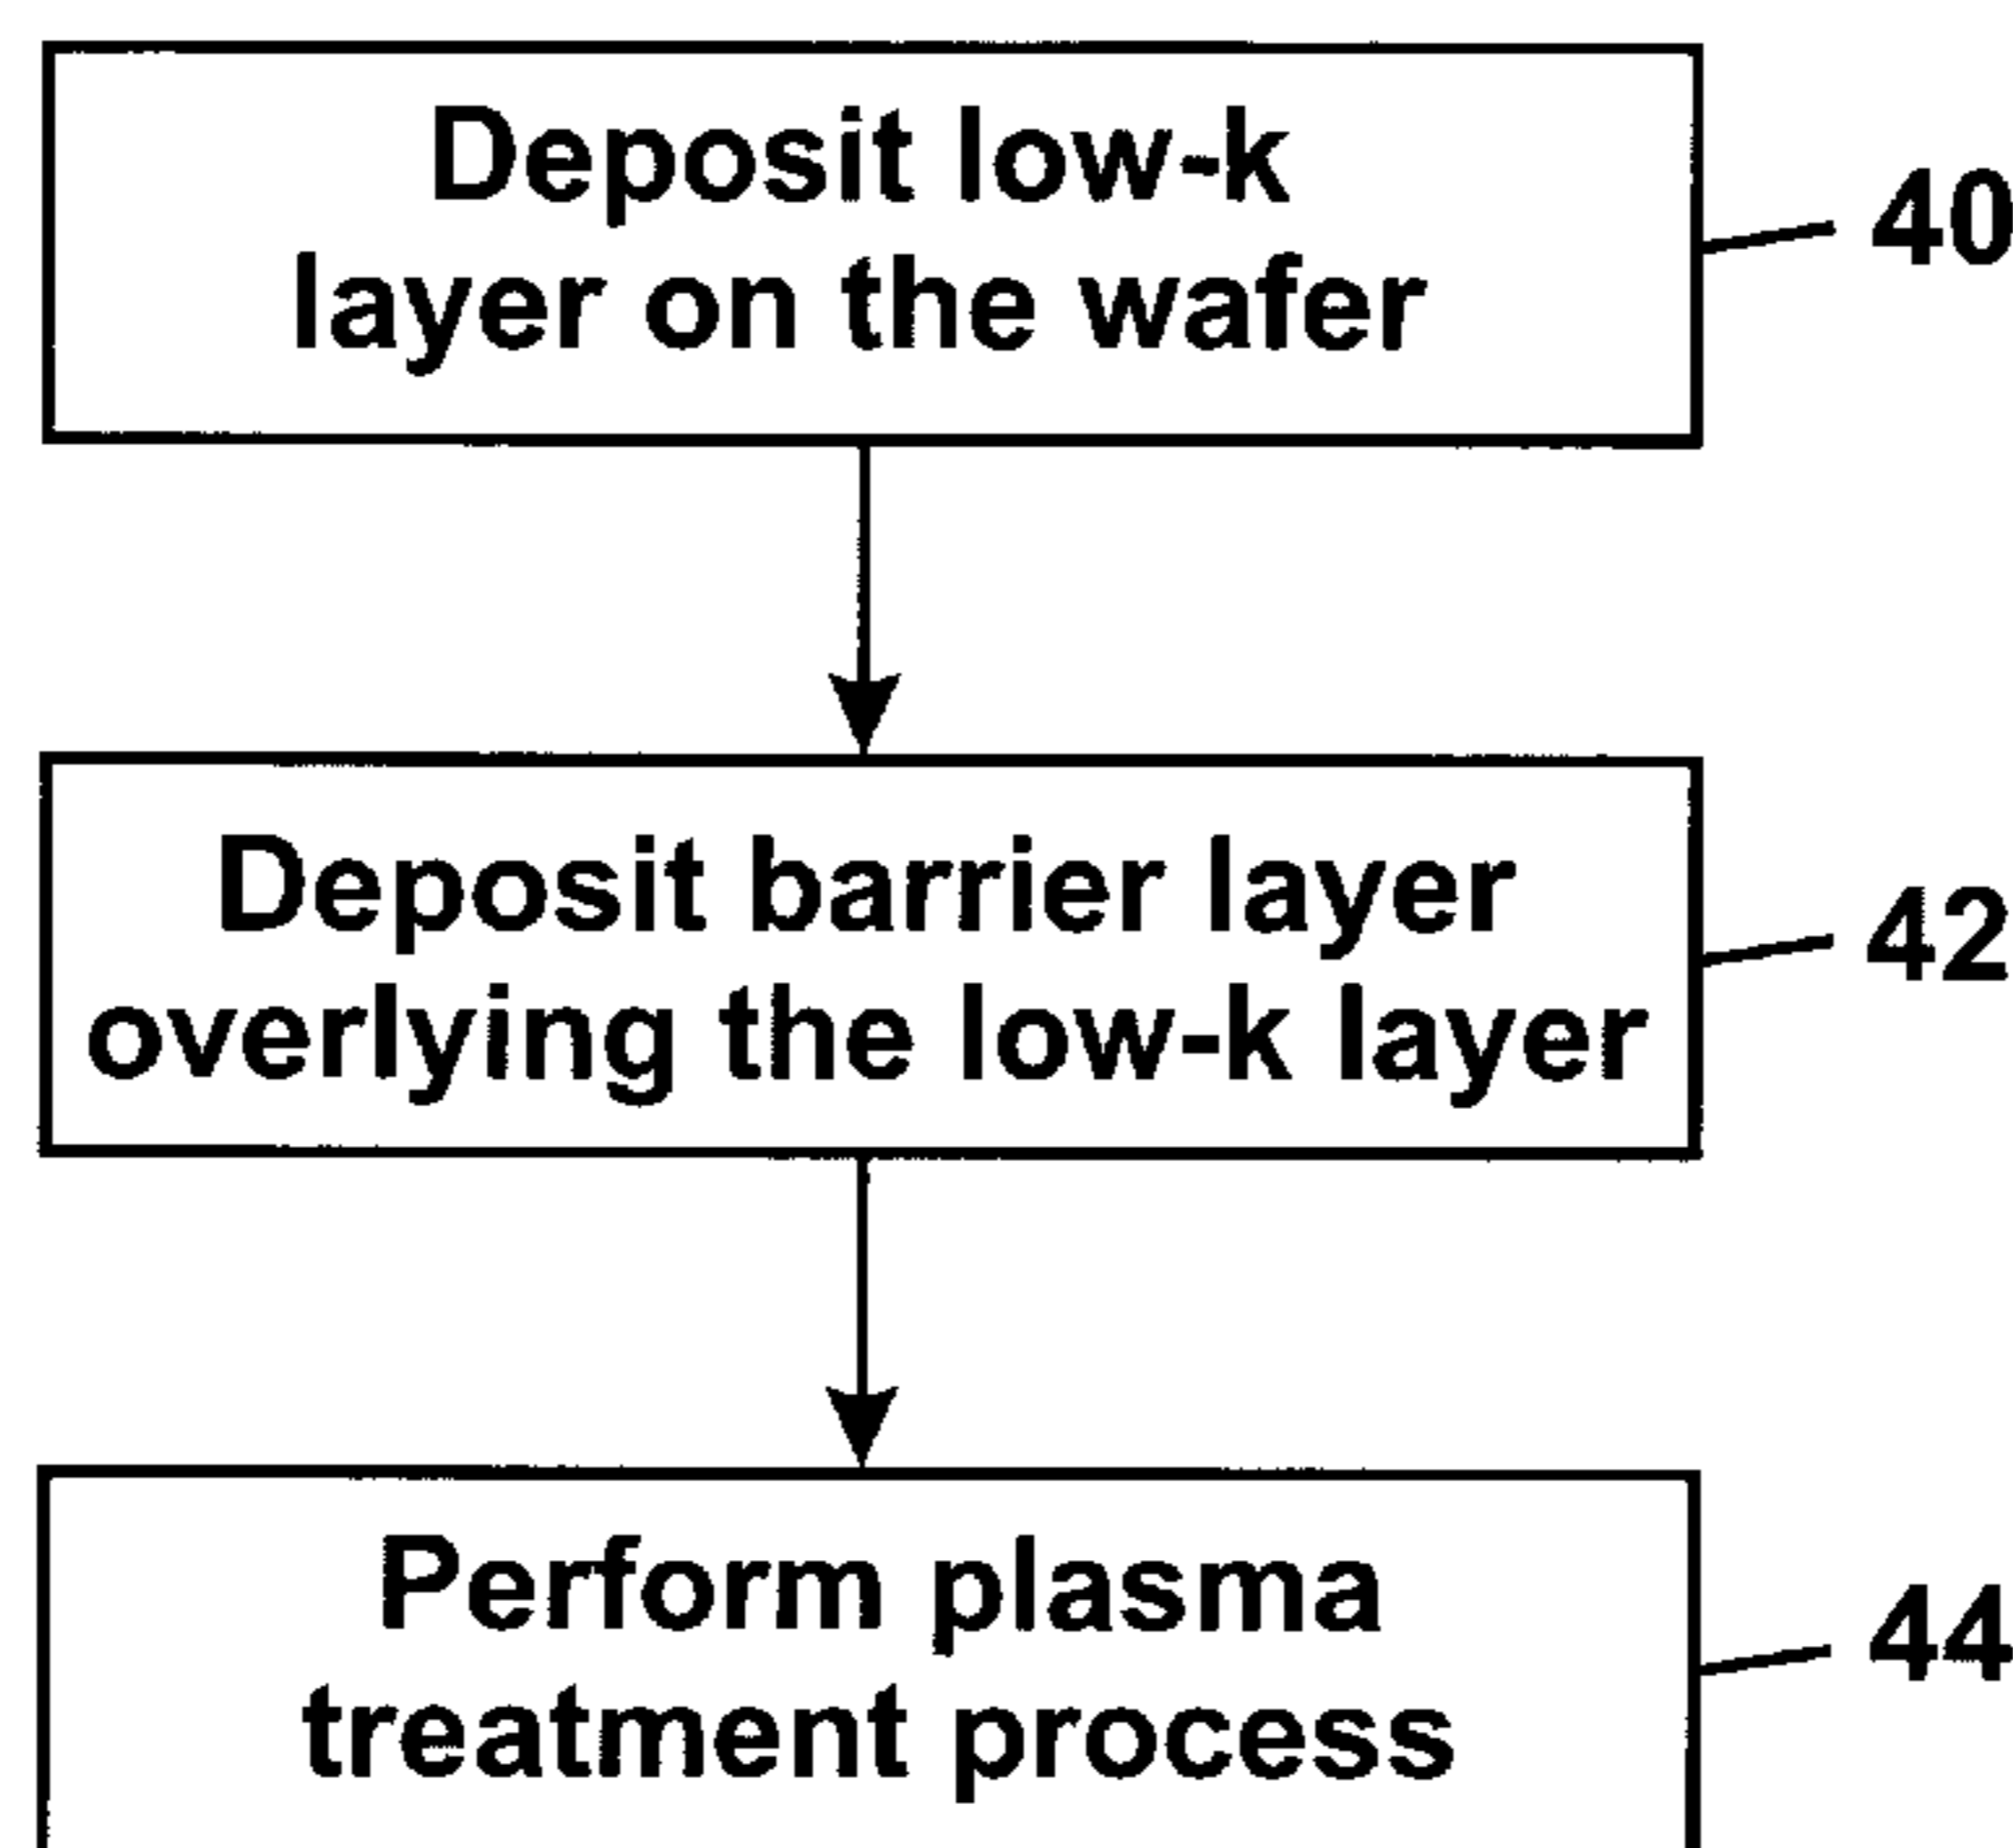 Deposit low-k
layer on the wafer
40
Deposit barrier layer
overlying the low-k layer
42
Perform plasma
treatment process
44